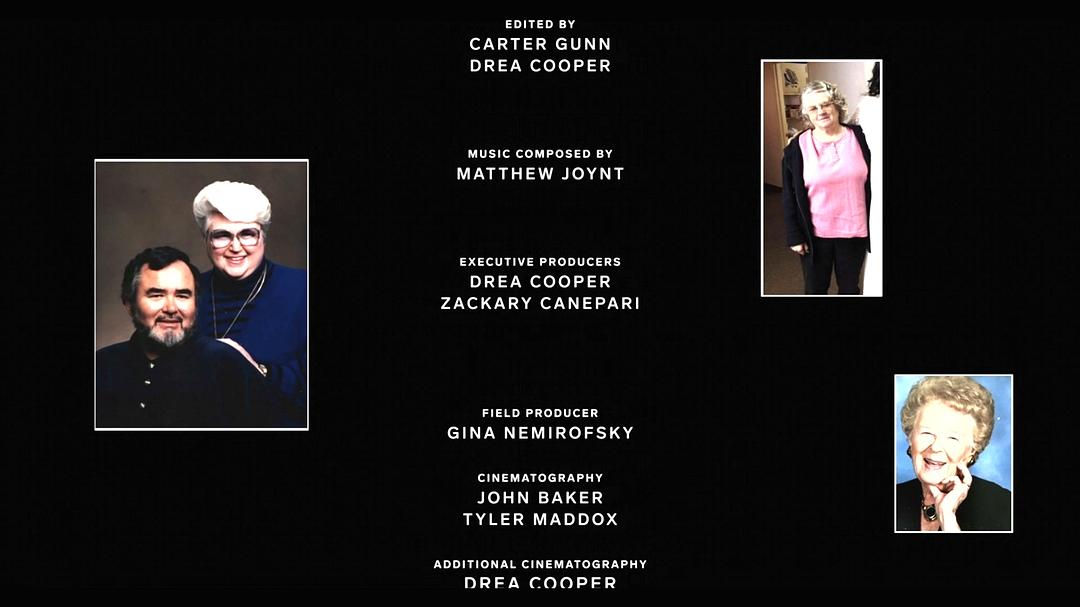 EDITED BY
CARTER GUNN
DREA COOPER
MUSIC COMPOSED BY
MATTHEW JOYNT
EXECUTIVE PRODUCERS
DREA COOPER
ZACKARY CANEPARI
FIELD PRODUCER
GINA NEMIROFSKY
CINEMATOGRAPHY
JOHN BAKER
TYLER MADDOX
ADDITIONAL CINEMATOGRAPHY
DREA COOPER